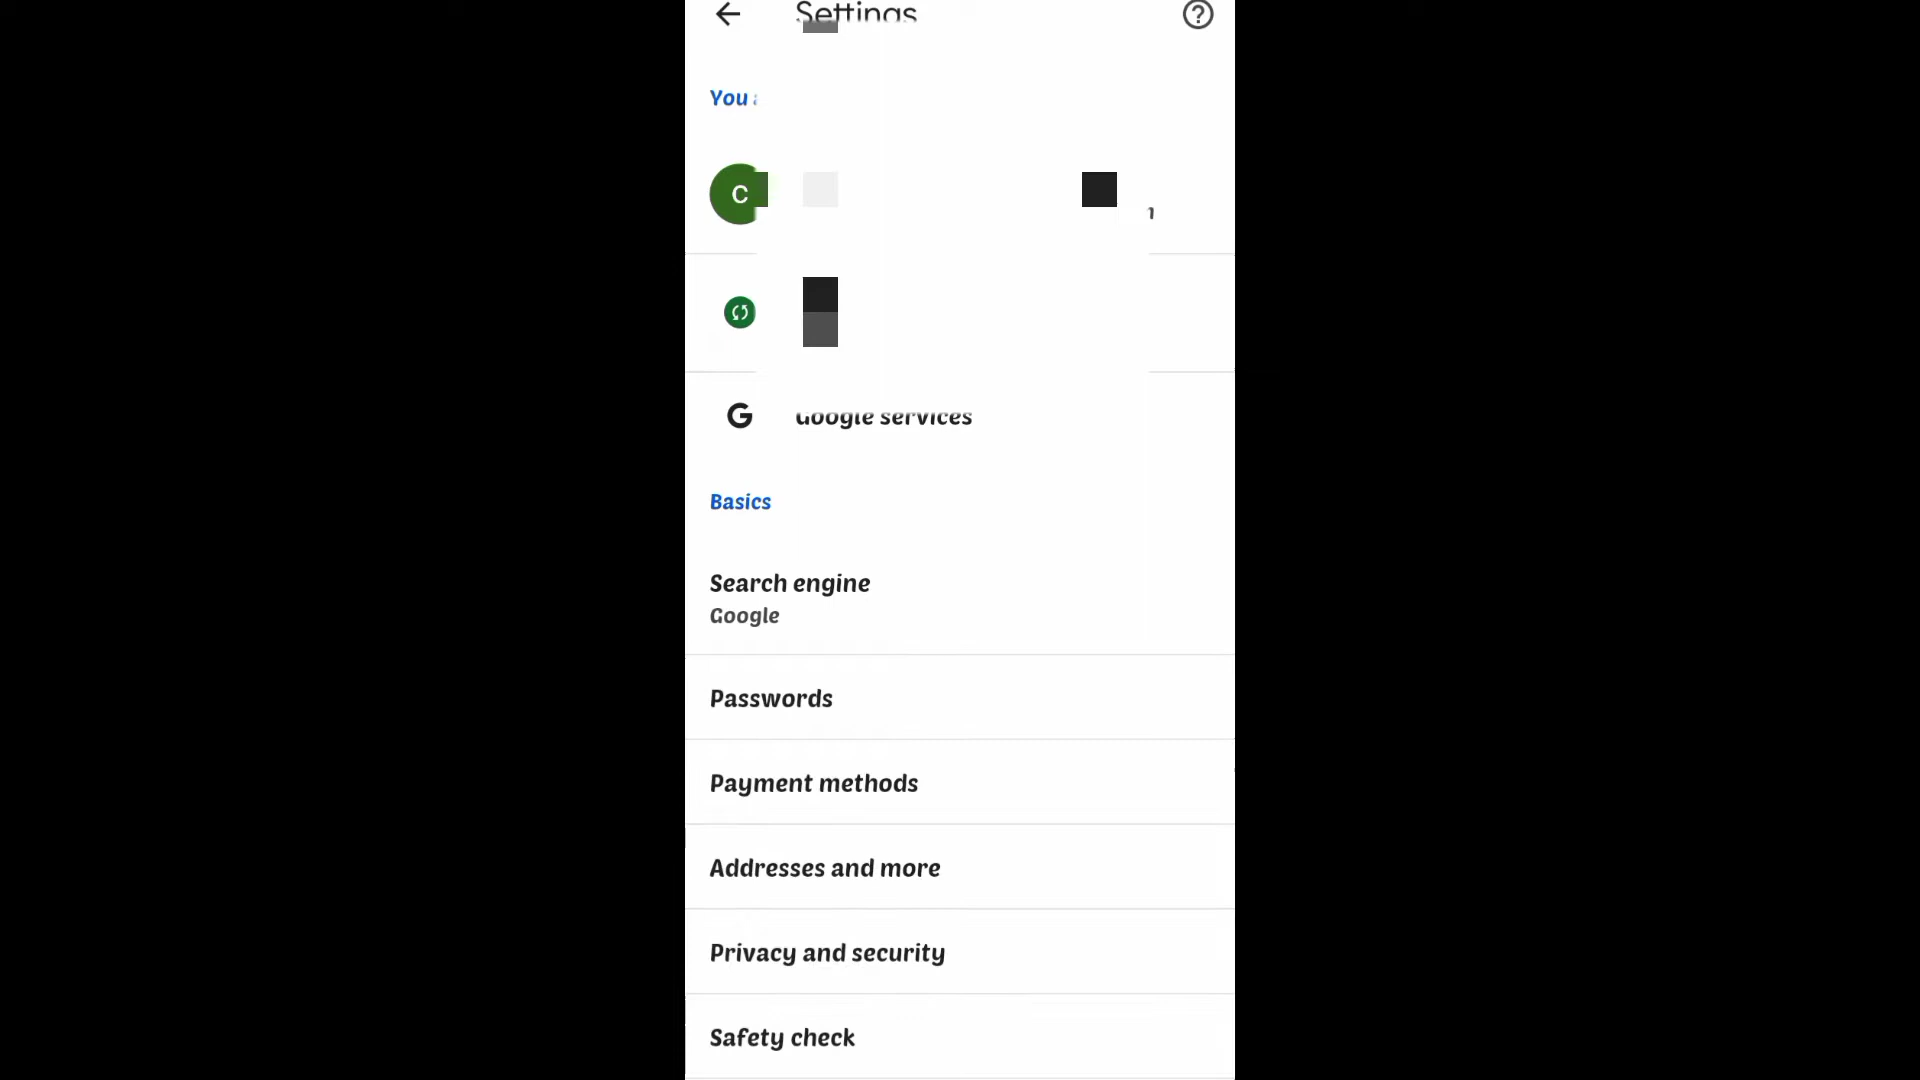 Settings
You
C
Google services
Basics
Search engine
Google
Passwords
Payment methods
Addresses and more
Privacy and security
Safety check